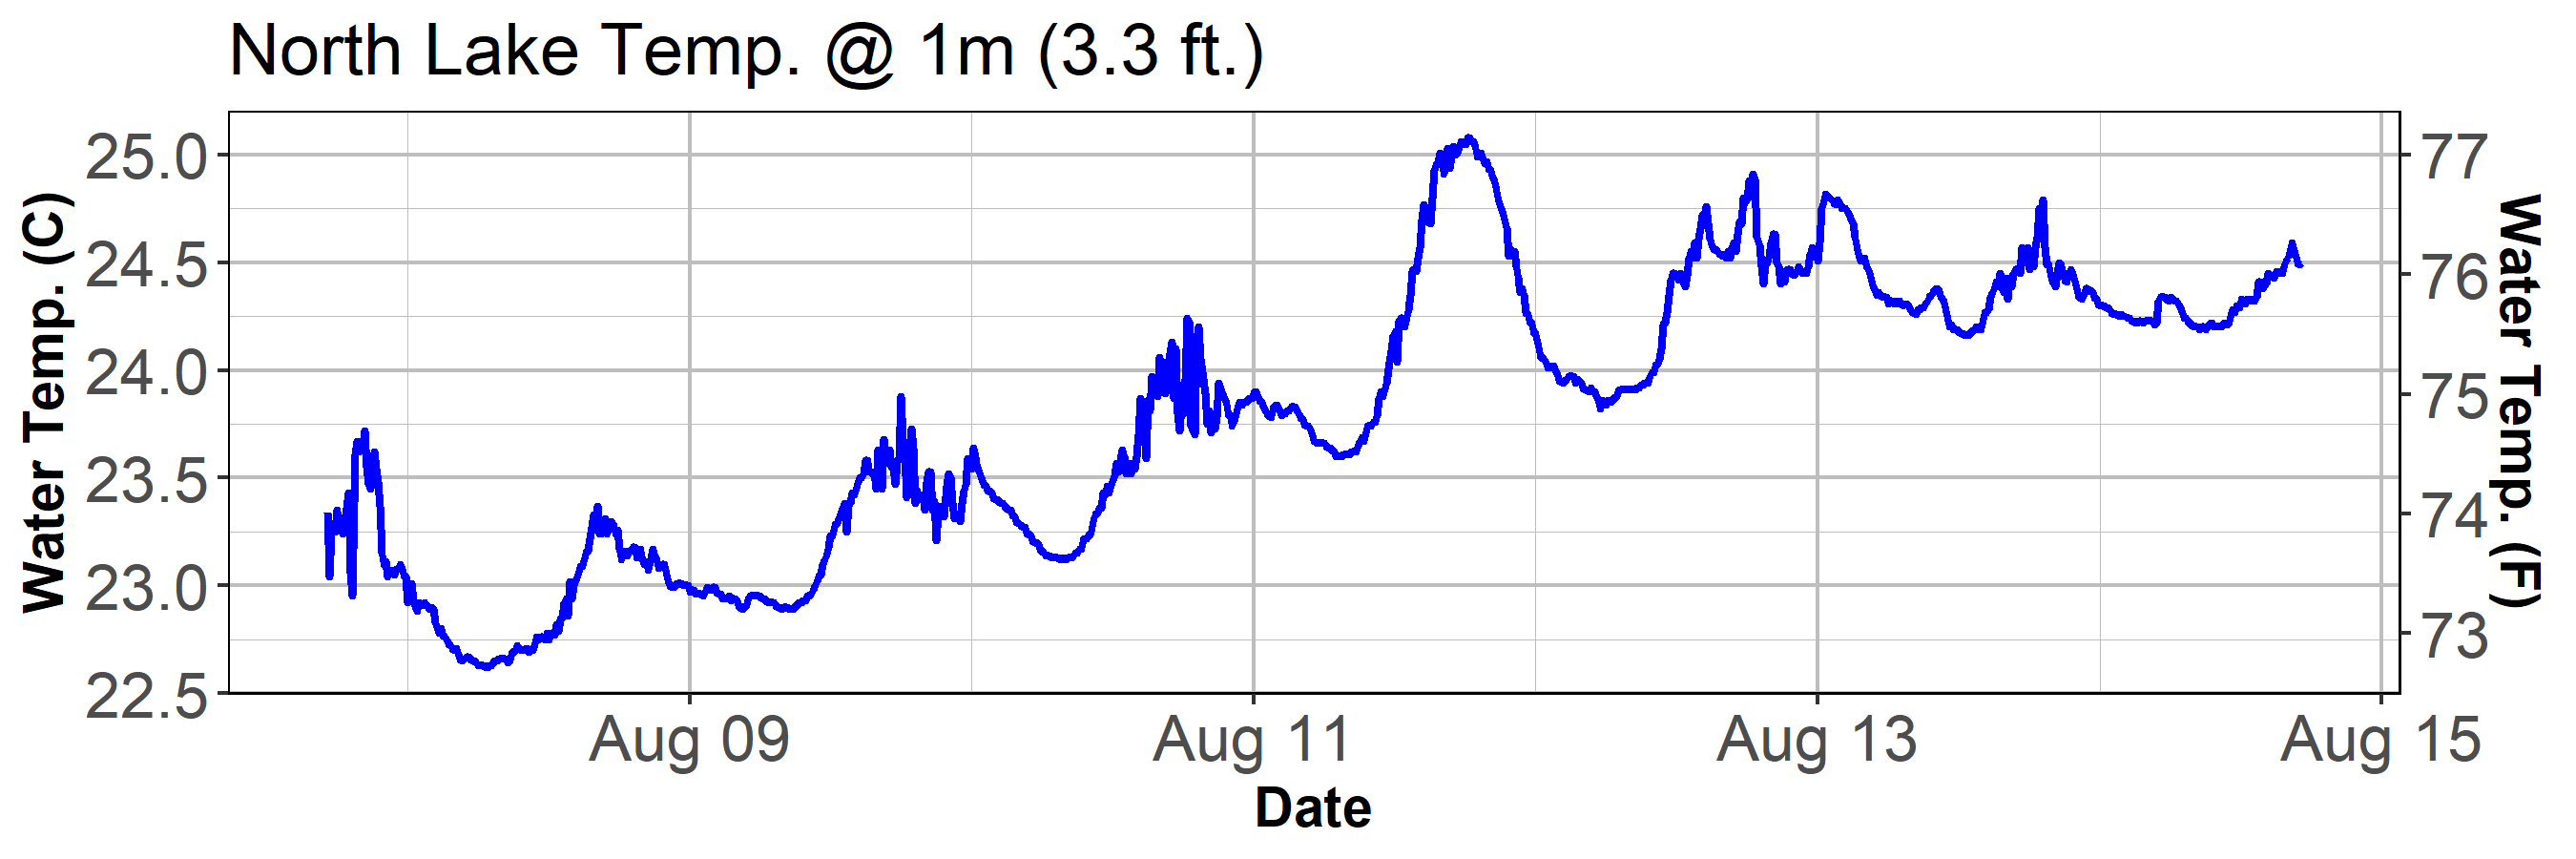 North Lake Temp. @ 1m (3.3 ft.)
Water Temp. (C)
25.0
24.5
24.0
23.5
23.0
22.5
77
76
75
74
73
Water Temp. (F)
Aug 09 Aug 11 Aug 13 Aug 15
Date